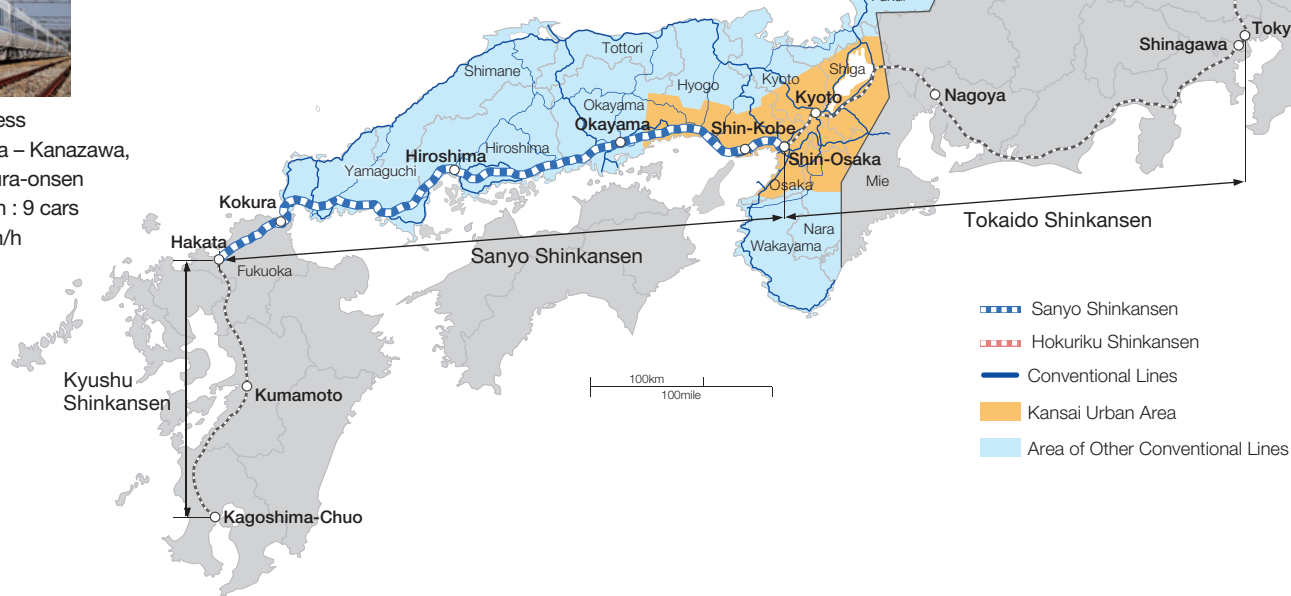 ess
a – Kanazawa,
ura-onsen
n : 9 cars
n/h
Fukui
Toky
Shinagawa
Tottori
Shimane
Hyogo
Kyoto
Shiga
Okayama
Kyoto
Nagoya
Okayama
Shin-Kobe
Hiroshima
Hiroshima
Shin-Osaka
Yamaguchi
Osaka
Mie
Kokura
Tokaido Shinkansen
Nara
Wakayama
Hakata
Sanyo Shinkansen
Fukuoka
Sanyo Shinkansen
Hokuriku Shinkansen
Conventional Lines
Kansai Urban Area
Area of Other Conventional Lines
100km
100mile
Kyushu
Shinkansen
Kumamoto
Kagoshima-Chuo